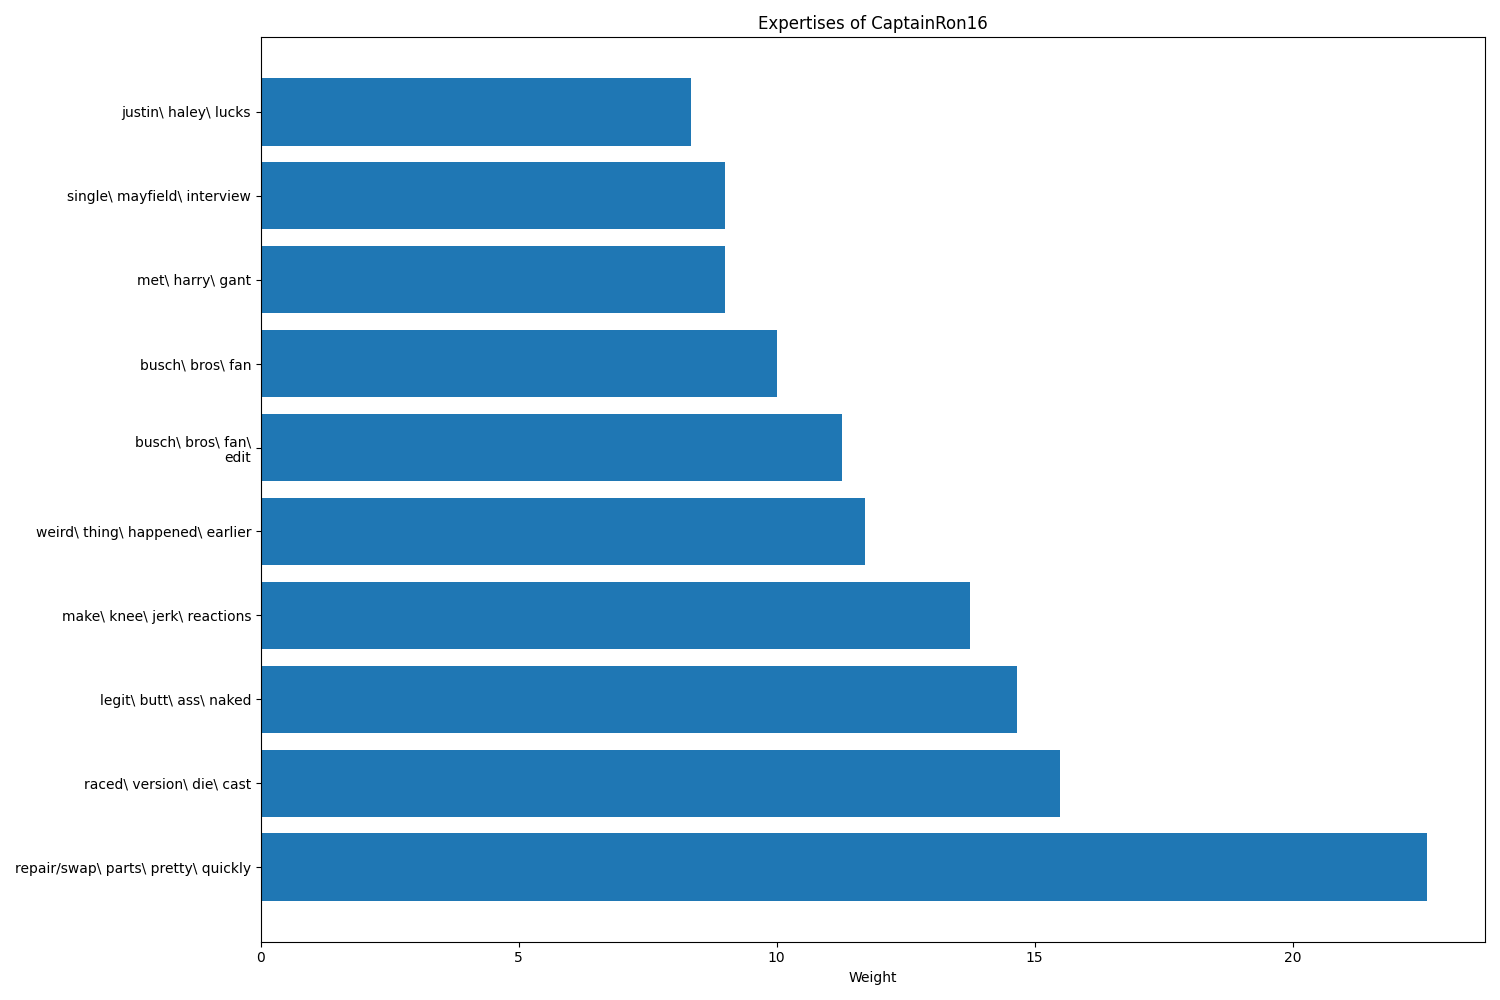 Expertises of CaptainRon16
justin\ haley\ lucks
single\ mayfield\ interview
met\ harry\ gant
busch\ bros\ fan
busch\ bros\ fan\
edit
weird\ thing\ happened\ earlier
make\ knee\ jerk\ reactions
legit\ butt\ ass\ naked
raced\ version\ die\ cast
repair/swap\ parts\ pretty\ quickly
0 5 10 15 20
Weight